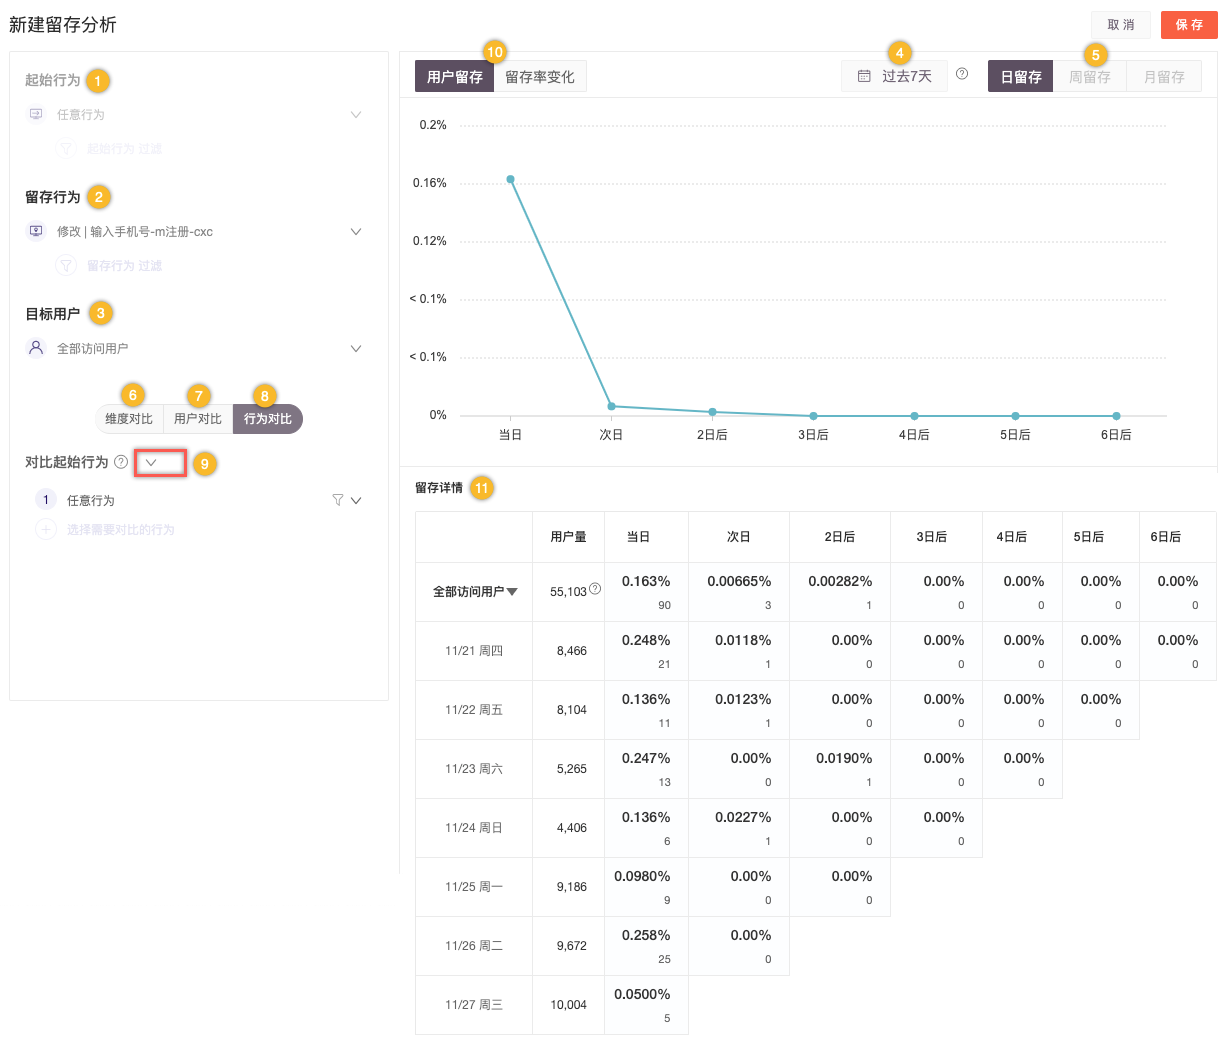 新建留存分析
取 消
保 存
起始行为 1
任意行为
起始行为 过滤
留存行为 2
修改 | 输入手机号-m注册-cxc
留存行为 过滤
目标用户 3
全部访问用户
6 7 8
维度对比 用户对比 行为对比
对比起始行为 ? 9
1 任意行为
选择需要对比的行为
10 4 5
用户留存 留存率变化 过去7天 ? 日留存 周留存 月留存
0.2%
0.16%
0.12%
< 0.1%
< 0.1%
0%
当日 次日 2日后 3日后 4日后 5日后 6日后
留存详情 11
用户量 当日 次日 2日后 3日后 4日后 5日后 6日后
全部访问用户 55,103 ? 0.163% 0.00665% 0.00282% 0.00% 0.00% 0.00% 0.00%
90 3 1 0 0 0 0
11/21 周四 8,466 0.248% 0.0118% 0.00% 0.00% 0.00% 0.00% 0.00%
21 1 0 0 0 0 0
11/22 周五 8,104 0.136% 0.0123% 0.00% 0.00% 0.00% 0.00%
11 1 0 0 0 0
11/23 周六 5,265 0.247% 0.00% 0.0190% 0.00% 0.00%
13 0 1 0 0
11/24 周日 4,406 0.136% 0.0227% 0.00% 0.00%
6 1 0 0
11/25 周一 9,186 0.0980% 0.00% 0.00%
9 0 0
11/26 周二 9,672 0.258% 0.00%
25 0
11/27 周三 10,004 0.0500%
5